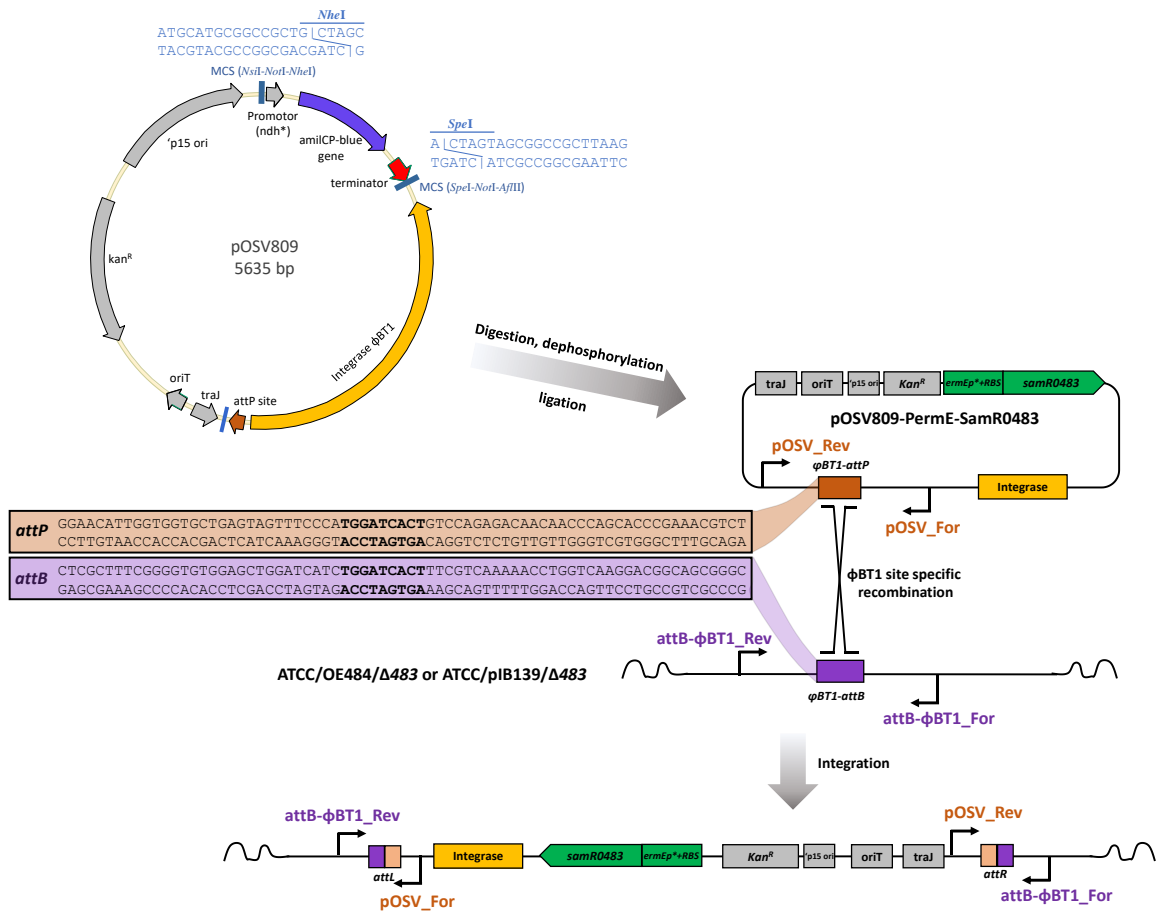 NheI
ATGCATGCGGCCGCTG CTAGC
TACGTACGCCGGCGACGATC G
MCS (NsiI-NotI-NheI)
Promotor
(ndh*)
'p15 ori
amilCP-blue
gene
SpeI
A CTAGTAGCGGCCGCTTAAG
TGATC ATCGCCGGCGAATTC
terminator
MCS (SpeI-NotI-AflII)
pOSV809
5635 bp
kanR
Integrase ϕBT1
oriT
traJ
attP site
Digestion, dephosphorylation
ligation
traJ
oriT
'p15 ori
KanR
ermEp*+RBS
samR0483
pOSV809-PermE-SamR0483
pOSV_Rev
φBT1-attP
Integrase
pOSV_For
attP
GGAACATTGGTGGTGCTGAGTAGTTTCCCATGGATCACTGTCCAGAGACAACAACCCAGCACCCGAAACGTCT
CCTTGTAACCACCACGACTCATCAAAGGGTACCTAGTGACAGGTCTCTGTTGTTGGGTCGTGGGCTTTGCAGA
attB
CTCGCTTTCGGGGTGTGGAGCTGGATCATCTGGATCACTTTCGTCAAAAACCTGGTCAAGGACGGCAGCGGGC
GAGCGAAAGCCCCACACCTCGACCTAGTAGACCTAGTGAAAGCAGTTTTTGGACCAGTTCCTGCCGTCGCCCG
ϕBT1 site specific
recombination
attB-ϕBT1_Rev
ATCC/OE484/Δ483 or ATCC/pIB139/Δ483
φBT1-attB
attB-ϕBT1_For
Integration
attB-ϕBT1_Rev
pOSV_Rev
attL
Integrase
samR0483
ermEp*+RBS
KanR
'p15 ori
oriT
traJ
attR
pOSV_For
attB-ϕBT1_For